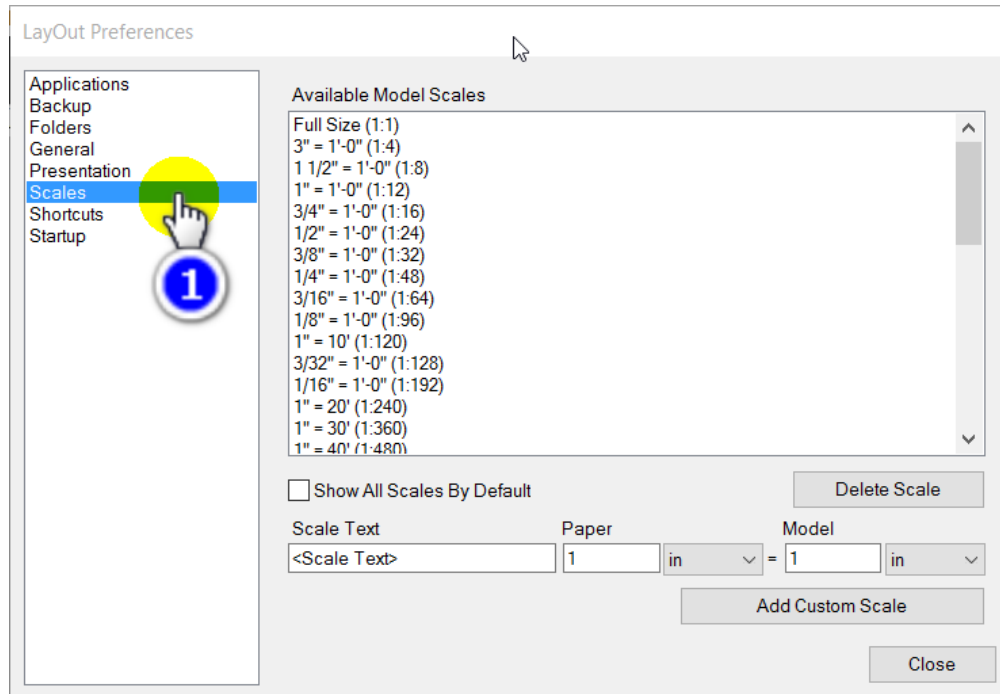 LayOut Preferences
Applications
Backup
Folders
General
Presentation
Scales
Shortcuts
Startup
1
Available Model Scales
Full Size (1:1)
3" = 1'-0" (1:4)
1 1/2" = 1'-0" (1:8)
1" = 1'-0" (1:12)
3/4" = 1'-0" (1:16)
1/2" = 1'-0" (1:24)
3/8" = 1'-0" (1:32)
1/4" = 1'-0" (1:48)
3/16" = 1'-0" (1:64)
1/8" = 1'-0" (1:96)
1" = 10' (1:120)
3/32" = 1'-0" (1:128)
1/16" = 1'-0" (1:192)
1" = 20' (1:240)
1" = 30' (1:360)
1" = 40' (1:480)
Show All Scales By Default
Delete Scale
Scale Text Paper Model
<Scale Text> 1 in = 1 in
Add Custom Scale
Close